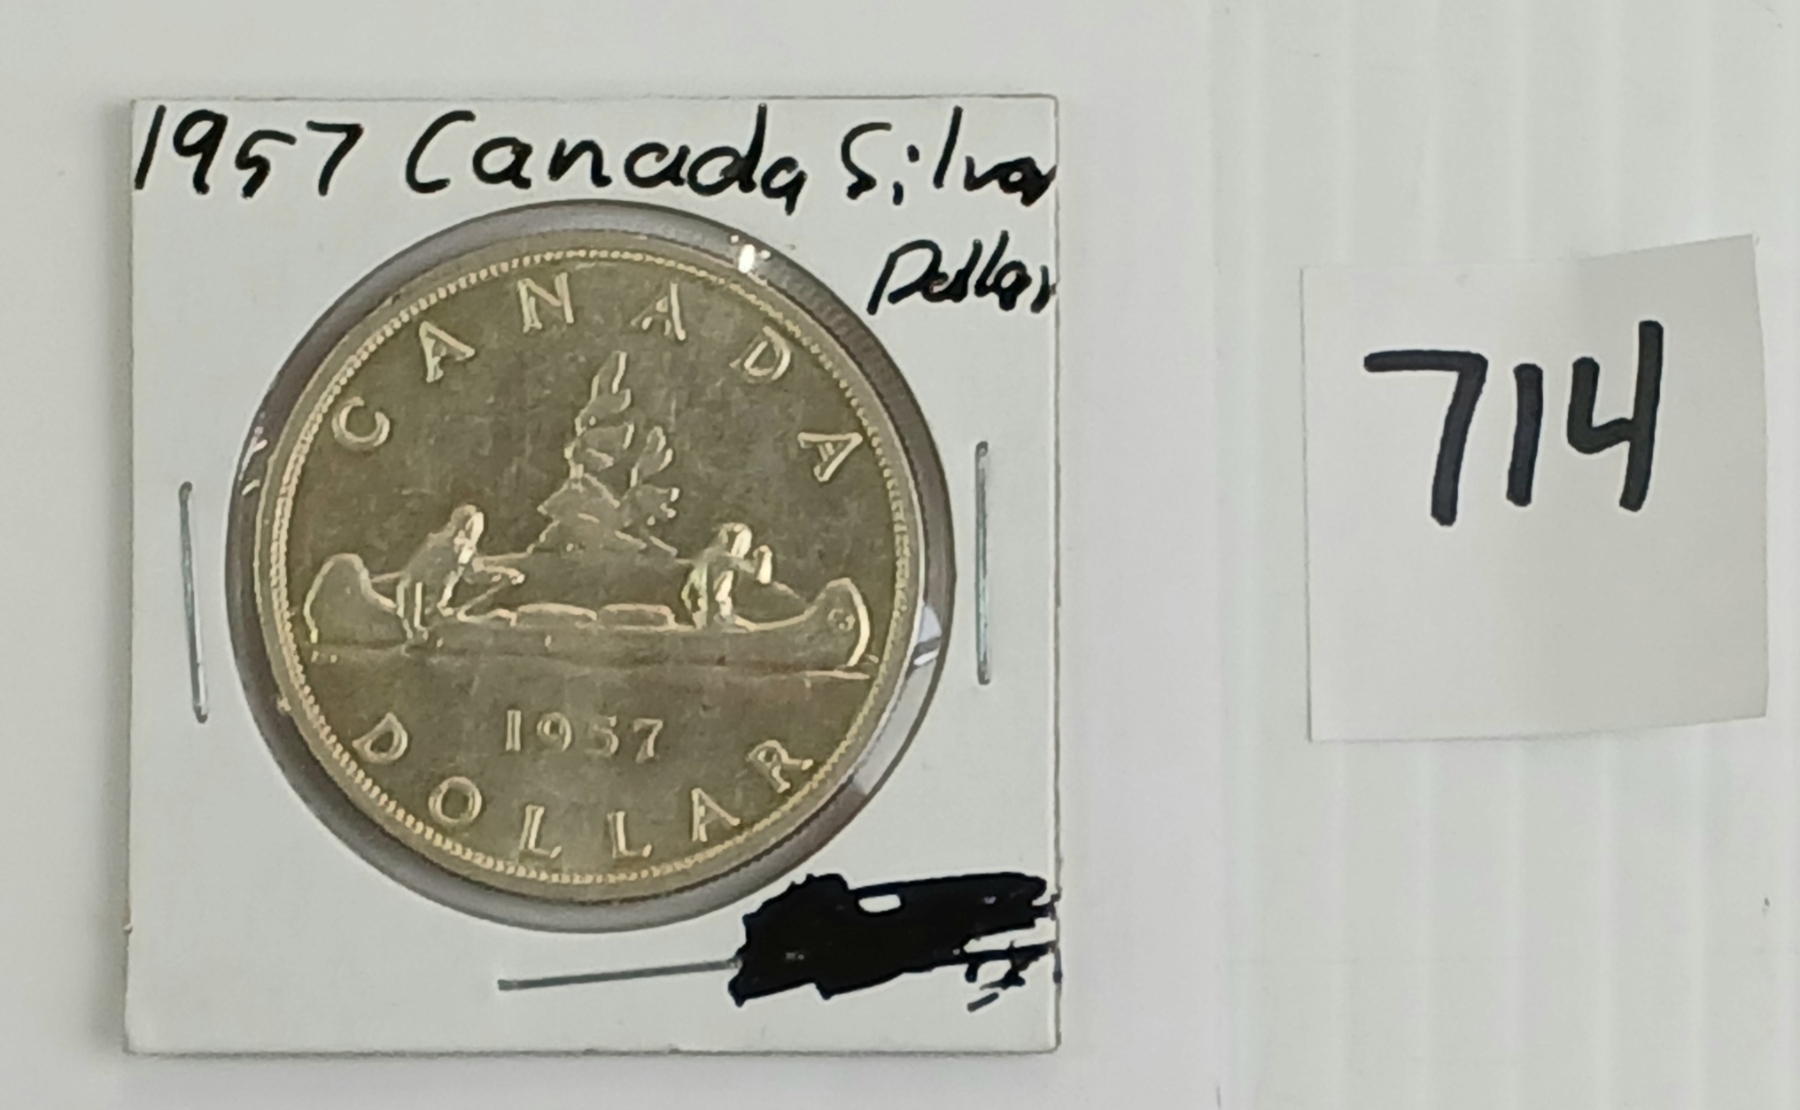 1957 Canada Silver
Dollar
CANADA
1957
DOLLAR
714